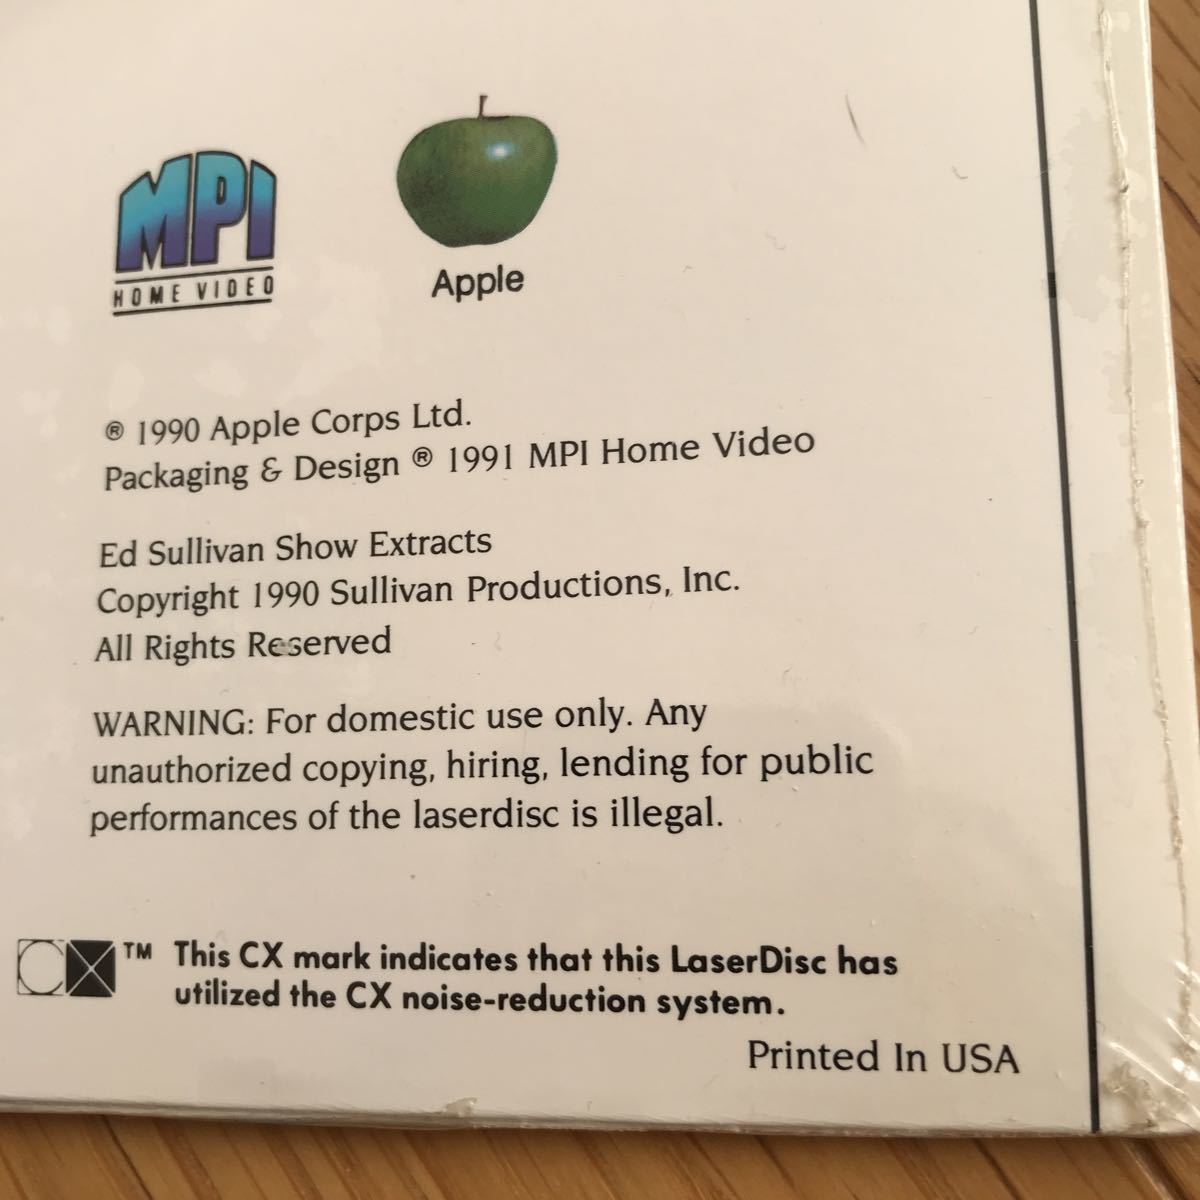 MPI
HOME VIDEO
Apple
® 1990 Apple Corps Ltd.
Packaging & Design ® 1991 MPI Home Video
Ed Sullivan Show Extracts
Copyright 1990 Sullivan Productions, Inc.
All Rights Reserved
WARNING: For domestic use only. Any
unauthorized copying, hiring, lending for public
performances of the laserdisc is illegal.
CX™ This CX mark indicates that this LaserDisc has
utilized the CX noise-reduction system.
Printed In USA